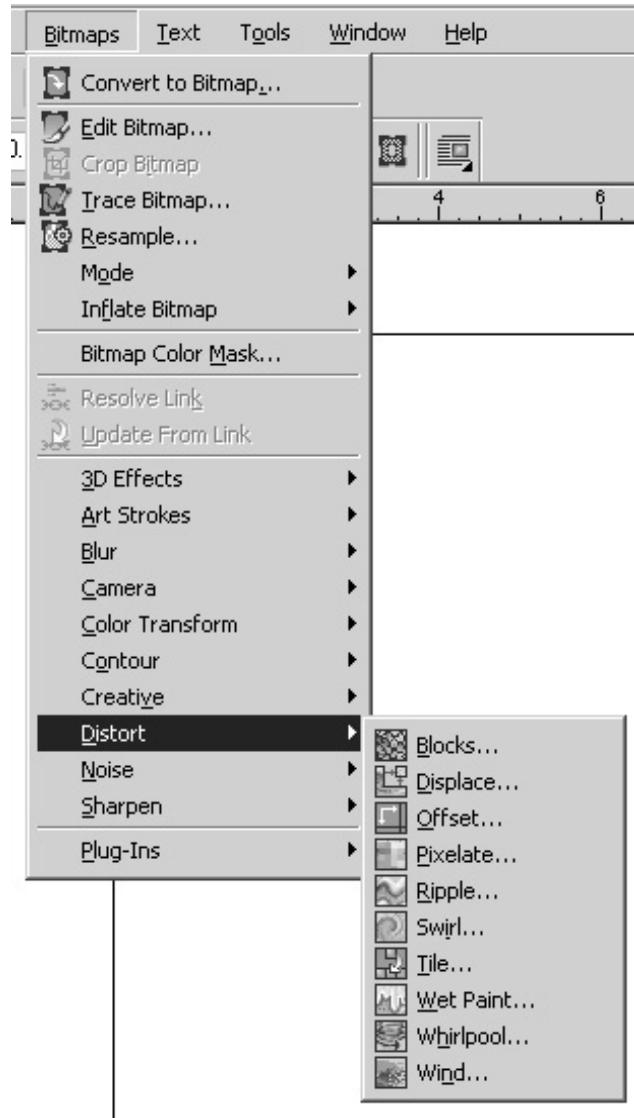 Bitmaps Text Tools Window Help
Convert to Bitmap...
Edit Bitmap...
0.
Crop Bitmap
Trace Bitmap...
4 6
Resample...
Mode
Inflate Bitmap
Bitmap Color Mask...
Resolve Link
Update From Link
3D Effects
Art Strokes
Blur
Camera
Color Transform
Contour
Creative
Distort
Noise
Sharpen
Plug-Ins
Blocks...
Displace...
Offset...
Pixelate...
Ripple...
Swirl...
Tile...
Wet Paint...
Whirlpool...
Wind...